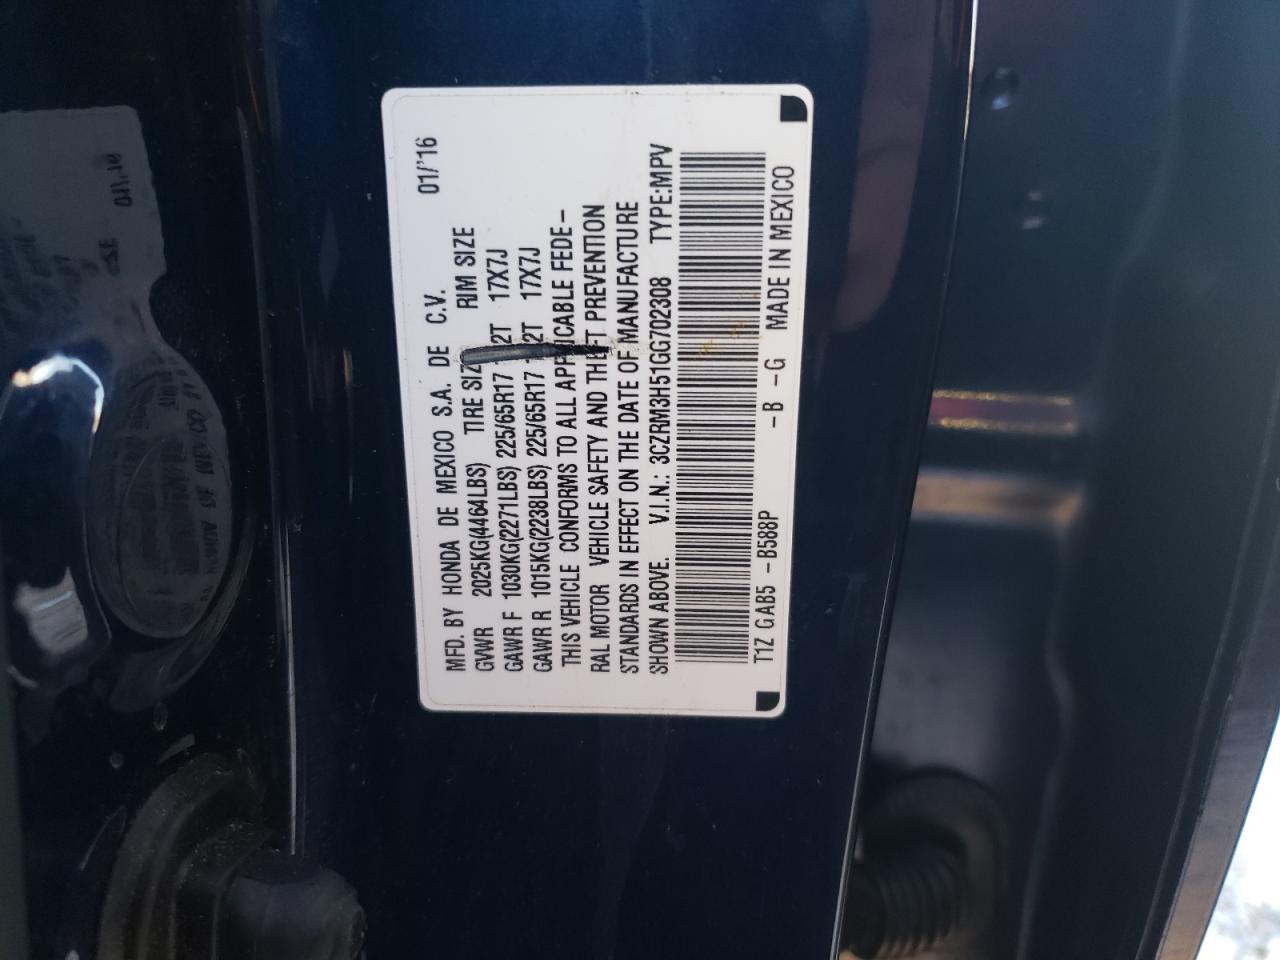 MFD. BY HONDA DE MEXICO S.A. DE C.V. 01/'16
GVWR 2025KG(4464LBS) TIRE SIZ RIM SIZE
GAWR F 1030KG(2271LBS) 225/65R17 2T 17X7J
GAWR R 1015KG(2238LBS) 225/65R17 2T 17X7J
THIS VEHICLE CONFORMS TO ALL APPLICABLE FEDE-
RAL MOTOR VEHICLE SAFETY AND THEFT PREVENTION
STANDARDS IN EFFECT ON THE DATE OF MANUFACTURE
SHOWN ABOVE. V.I.N.: 3CZRM3H51GG702308 TYPE:MPV
T1Z GAB5 -B588P -B -G MADE IN MEXICO